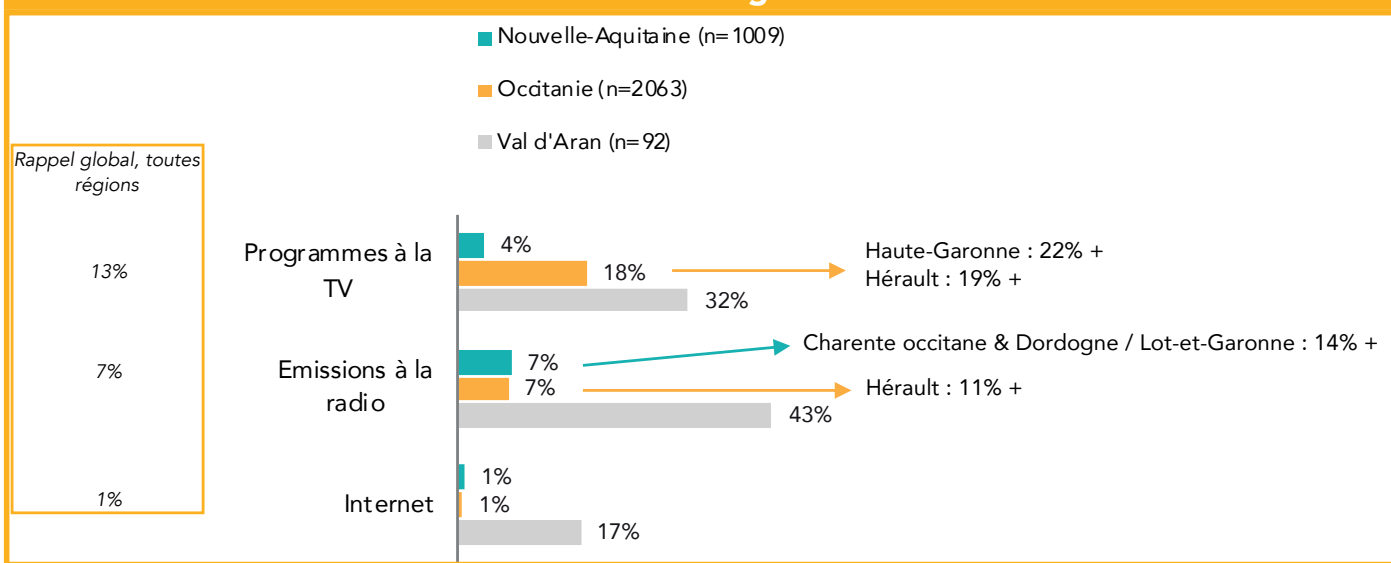 Nouvelle-Aquitaine (n=1009)
Occitanie (n=2063)
Val d'Aran (n=92)
Rappel global, toutes
régions
13%
7%
1%
Programmes à la
TV
4%
18%
32%
Haute-Garonne : 22% +
Hérault : 19% +
Emissions à la
radio
7%
7%
43%
Charente occitane & Dordogne / Lot-et-Garonne : 14% +
Hérault : 11% +
Internet
1%
1%
17%